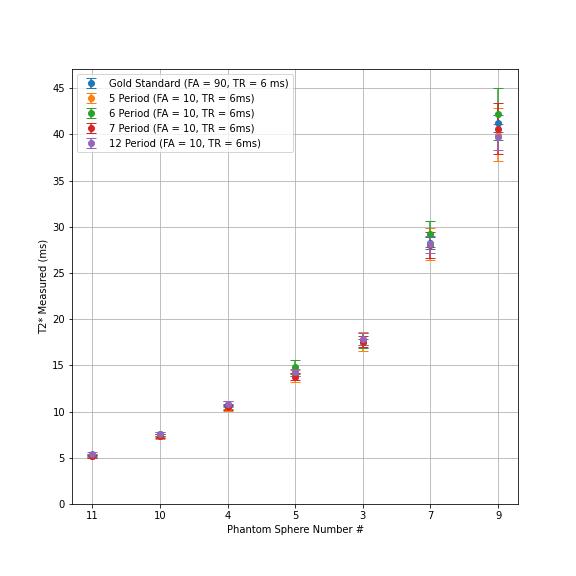 Gold Standard (FA = 90, TR = 6 ms)
5 Period (FA = 10, TR = 6ms)
6 Period (FA = 10, TR = 6ms)
7 Period (FA = 10, TR = 6ms)
12 Period (FA = 10, TR = 6ms)
45
40
35
30
25
20
15
10
5
0
T2* Measured (ms)
11 10 4 5 3 7 9
Phantom Sphere Number #